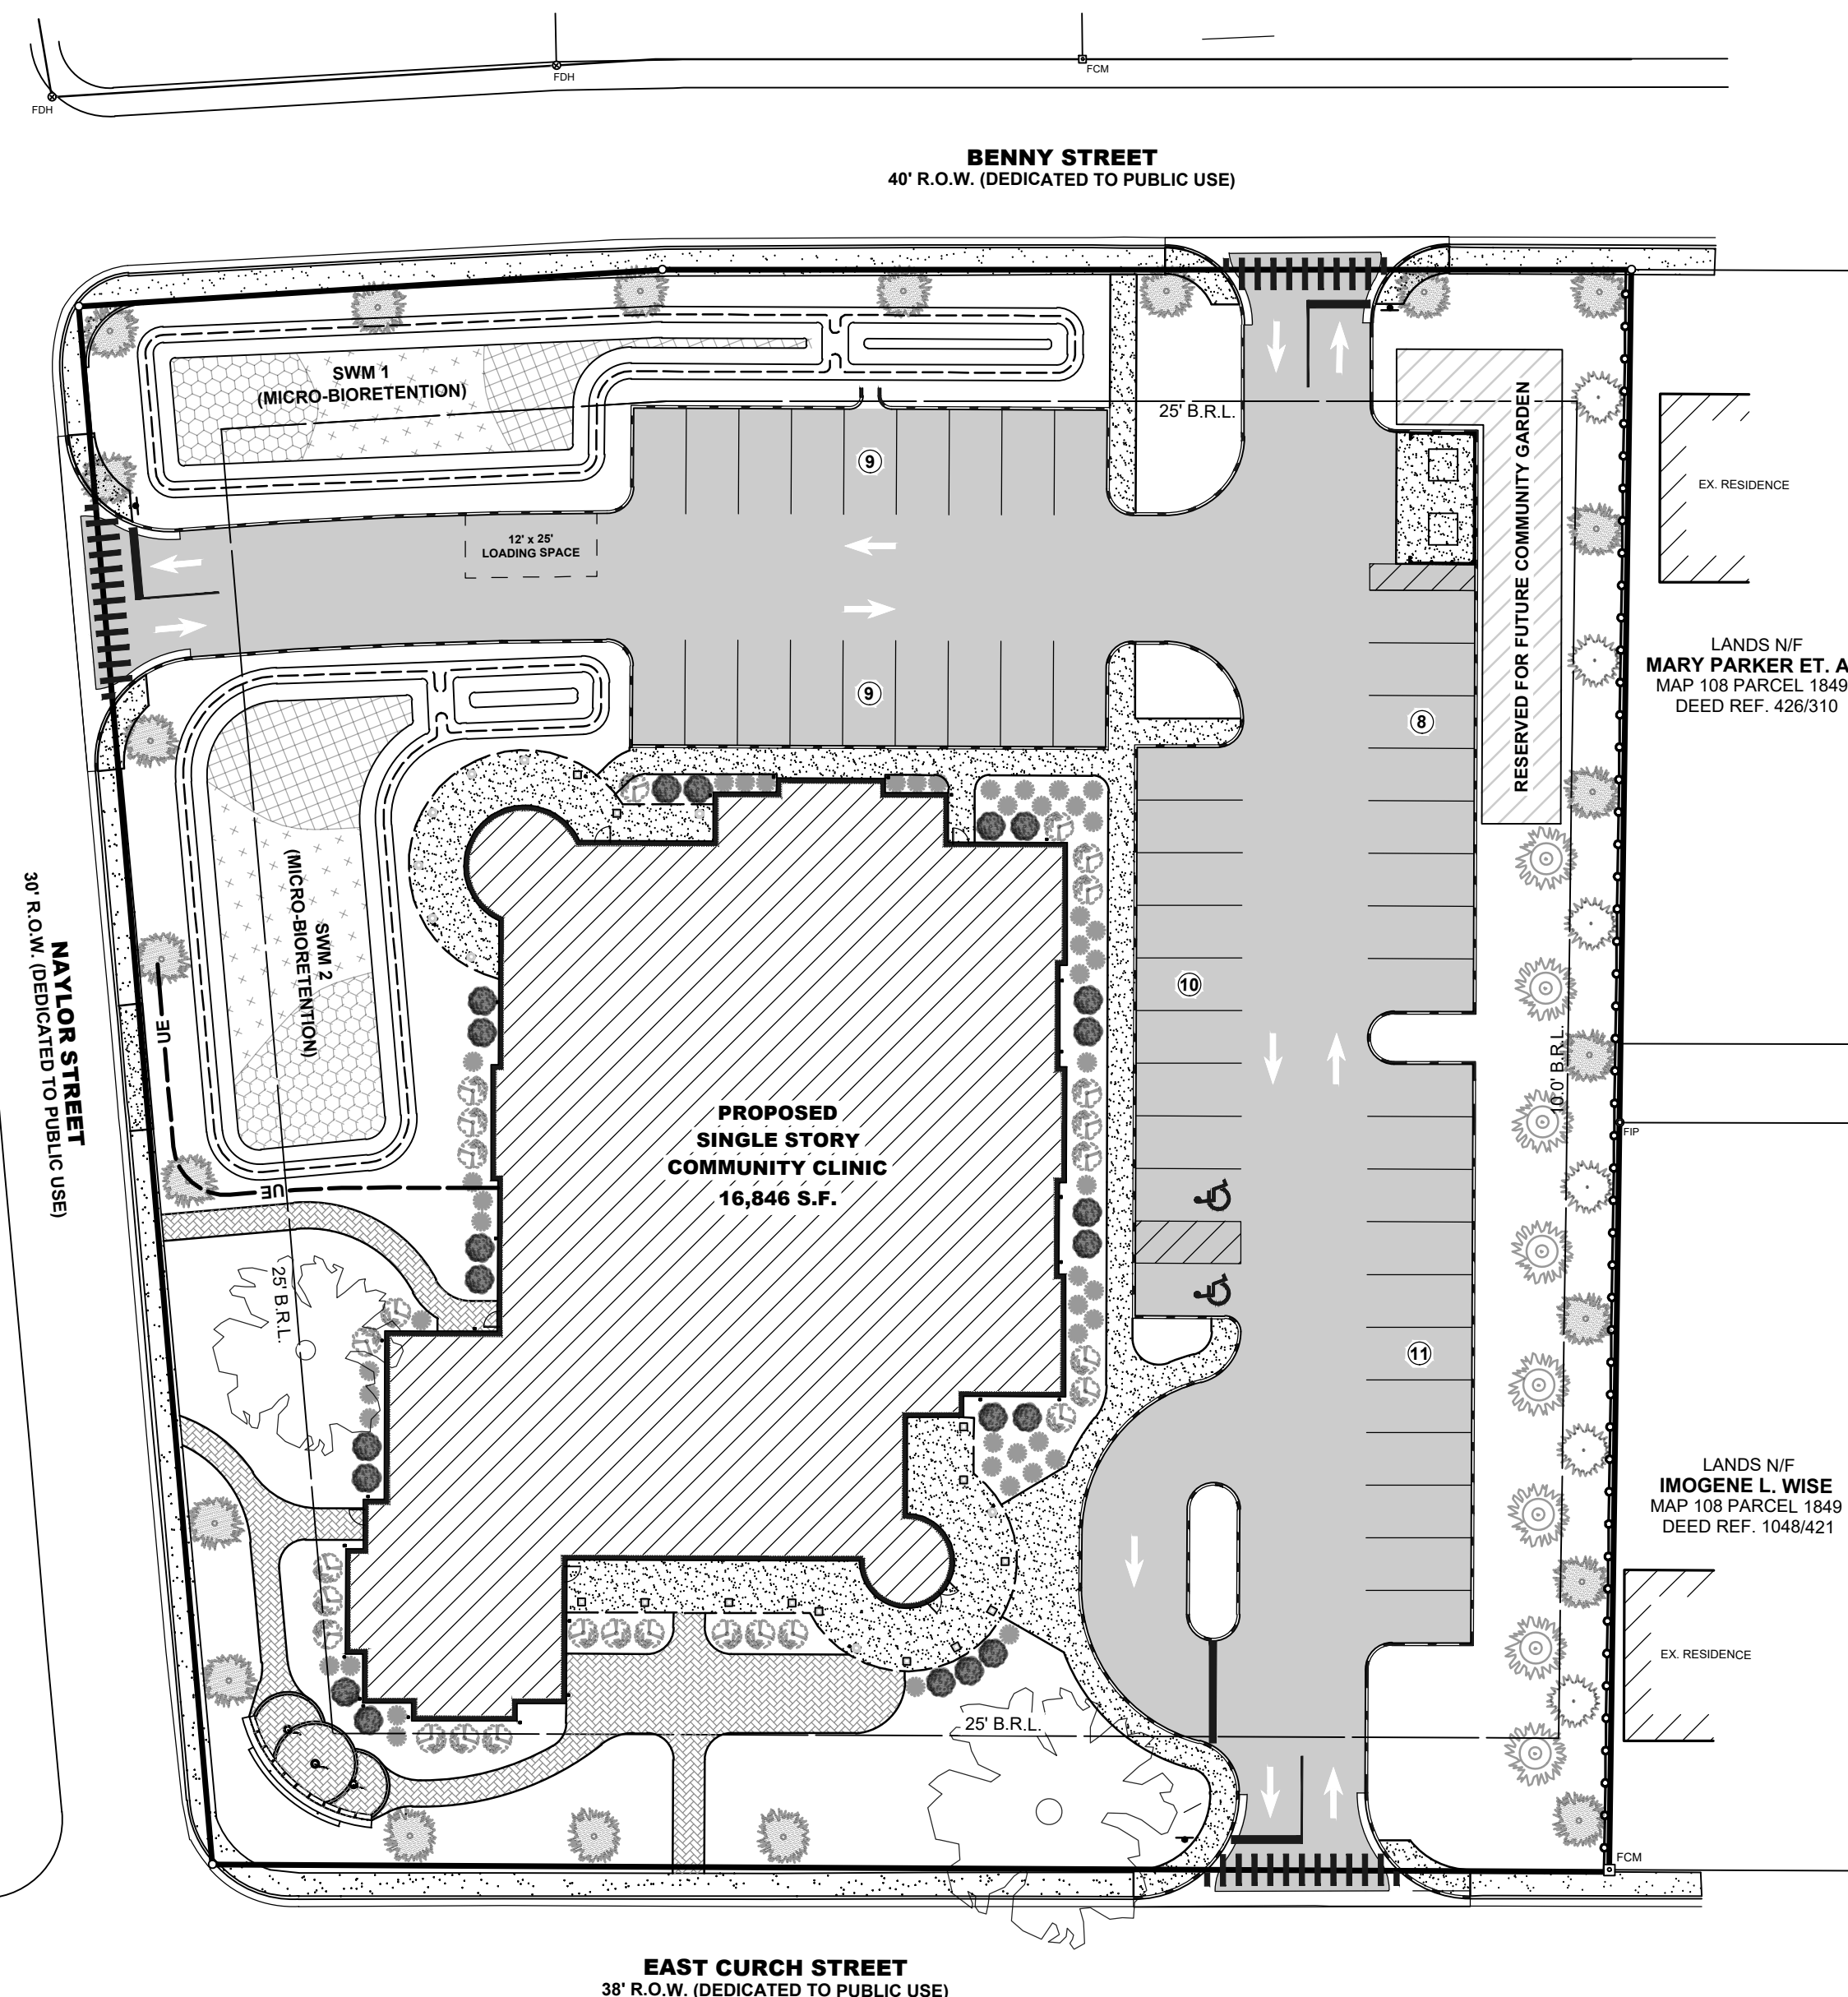 FDH
FDH
FCM
BENNY STREET
40' R.O.W. (DEDICATED TO PUBLIC USE)
SWM 1
(MICRO-BIORETENTION)
25' B.R.L.
9
12' x 25'
LOADING SPACE
RESERVED FOR FUTURE COMMUNITY GARDEN
EX. RESIDENCE
LANDS N/F
MARY PARKER ET. A
MAP 108 PARCEL 1849
DEED REF. 426/310
9
8
SWM 2
(MICRO-BIORETENTION)
NAYLOR STREET
30' R.O.W. (DEDICATED TO PUBLIC USE)
UE
UE
10
10.0' B.R.L.
FIP
PROPOSED
SINGLE STORY
COMMUNITY CLINIC
16,846 S.F.
25' B.R.L.
11
LANDS N/F
IMOGENE L. WISE
MAP 108 PARCEL 1849
DEED REF. 1048/421
EX. RESIDENCE
25' B.R.L.
FCM
EAST CURCH STREET
38' R.O.W. (DEDICATED TO PUBLIC USE)